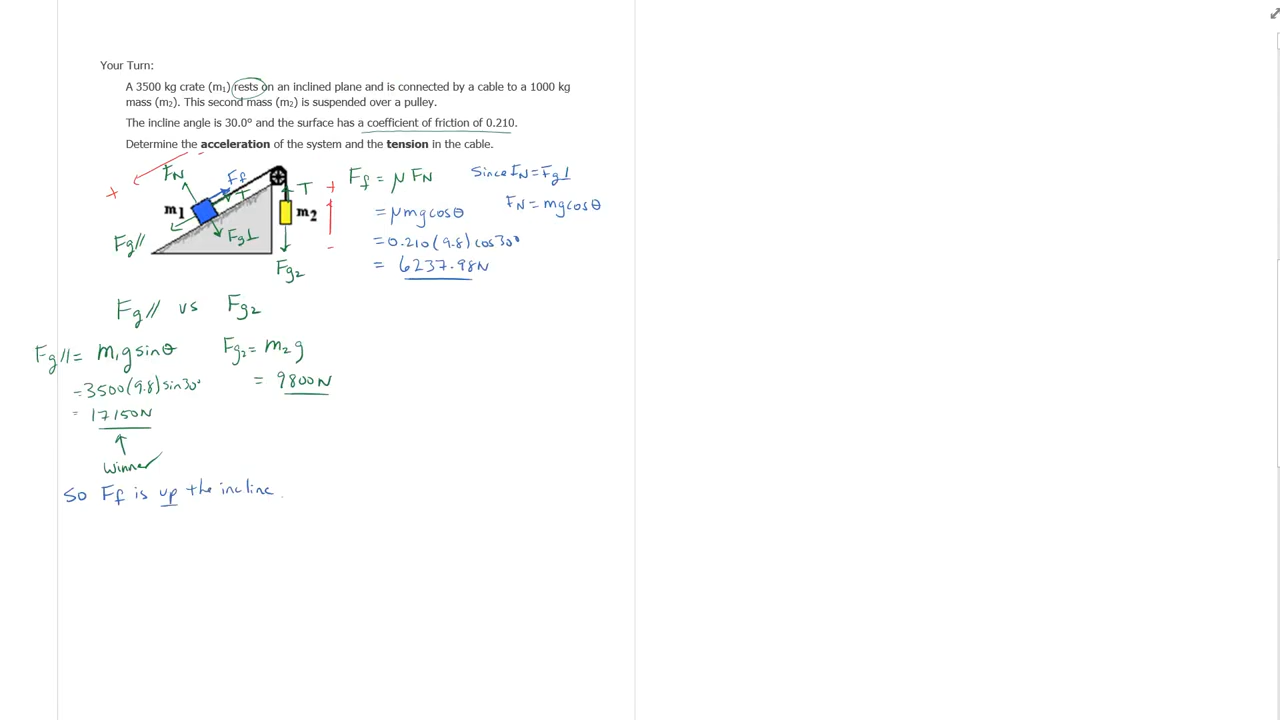 Your Turn:
A 3500 kg crate (m₁) rests on an inclined plane and is connected by a cable to a 1000 kg
mass (m₂). This second mass (m₂) is suspended over a pulley.
The incline angle is 30.0° and the surface has a coefficient of friction of 0.210.
Determine the acceleration of the system and the tension in the cable.
+
-
FN
Ff
T
m1
Fg⊥
Fg//
T
m2
Fg₂
+
-
Ff = μ FN
= μmgcosθ
= 0.210(9.8)cos30°
= 6237.98N
Since FN = Fg⊥
FN = mgcosθ
Fg// vs Fg₂
Fg// = m₁gsinθ
= 3500(9.8)sin30°
= 17150N
↑
Winner
Fg₂ = m₂g
= 9800N
So Ff is up the incline.